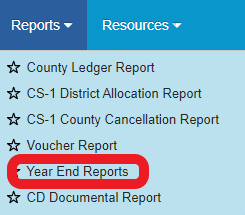 Reports Resources
County Ledger Report
CS-1 District Allocation Report
CS-1 County Cancellation Report
Voucher Report
Year End Reports
CD Documental Report